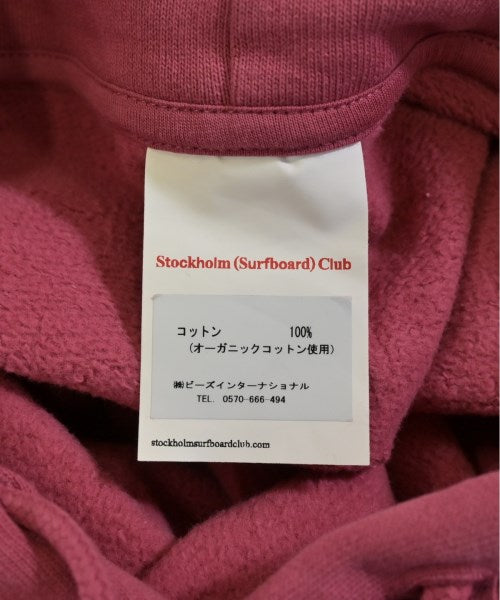 Stockholm (Surfboard) Club
コットン 100%
(オーガニックコットン使用)
㈱ビーズインターナショナル
TEL. 0570-666-494
stockholmsurfboardclub.com